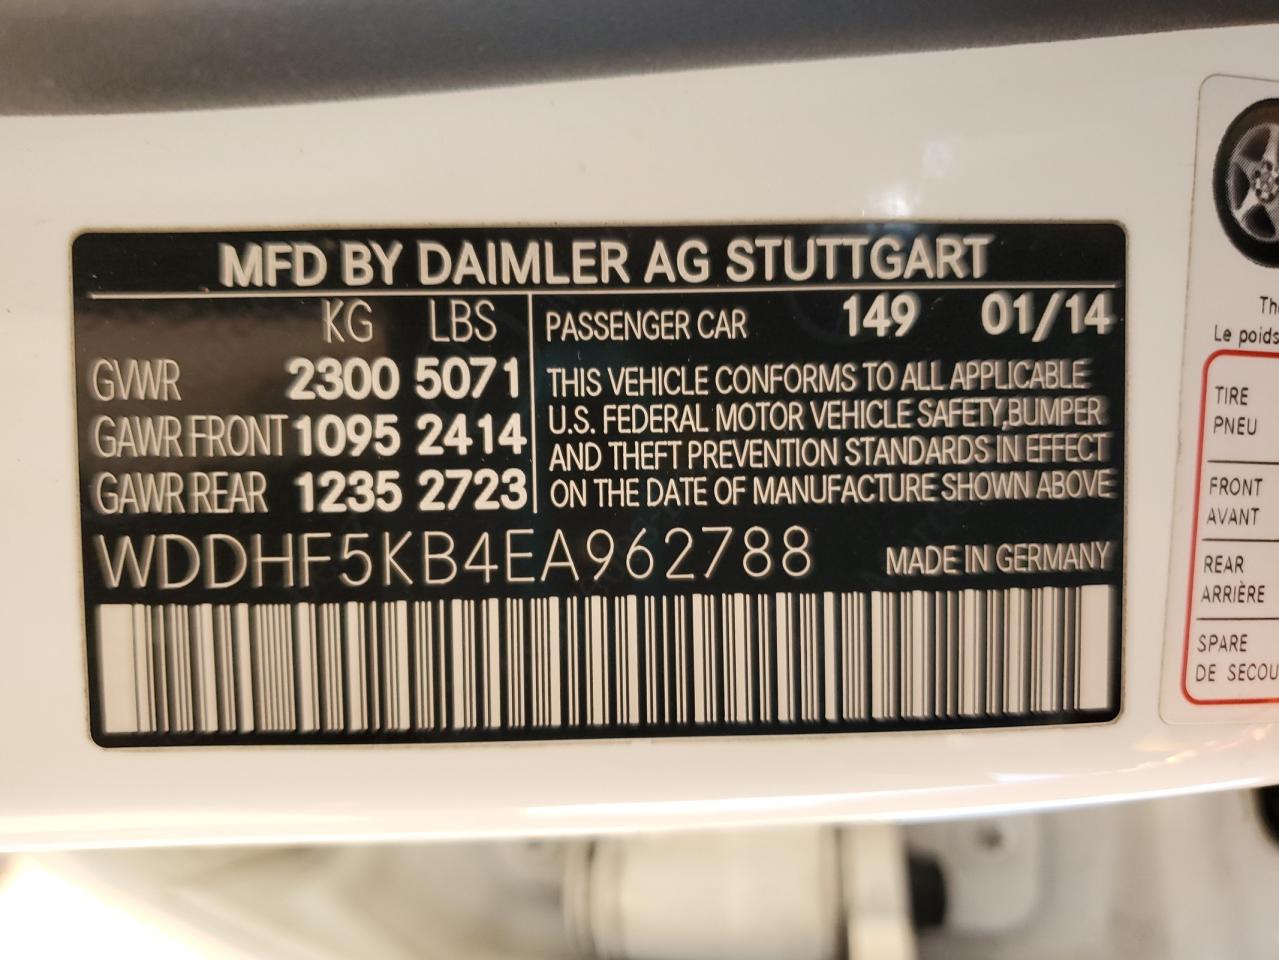 MFD BY DAIMLER AG STUTTGART
KG LBS
GVWR 2300 5071
GAWR FRONT 1095 2414
GAWR REAR 1235 2723
PASSENGER CAR 149 01/14
THIS VEHICLE CONFORMS TO ALL APPLICABLE
U.S. FEDERAL MOTOR VEHICLE SAFETY,BUMPER
AND THEFT PREVENTION STANDARDS IN EFFECT
ON THE DATE OF MANUFACTURE SHOWN ABOVE
WDDHF5KB4EA962788 MADE IN GERMANY
Th
Le poids
TIRE
PNEU
FRONT
AVANT
REAR
ARRIÈRE
SPARE
DE SECOU